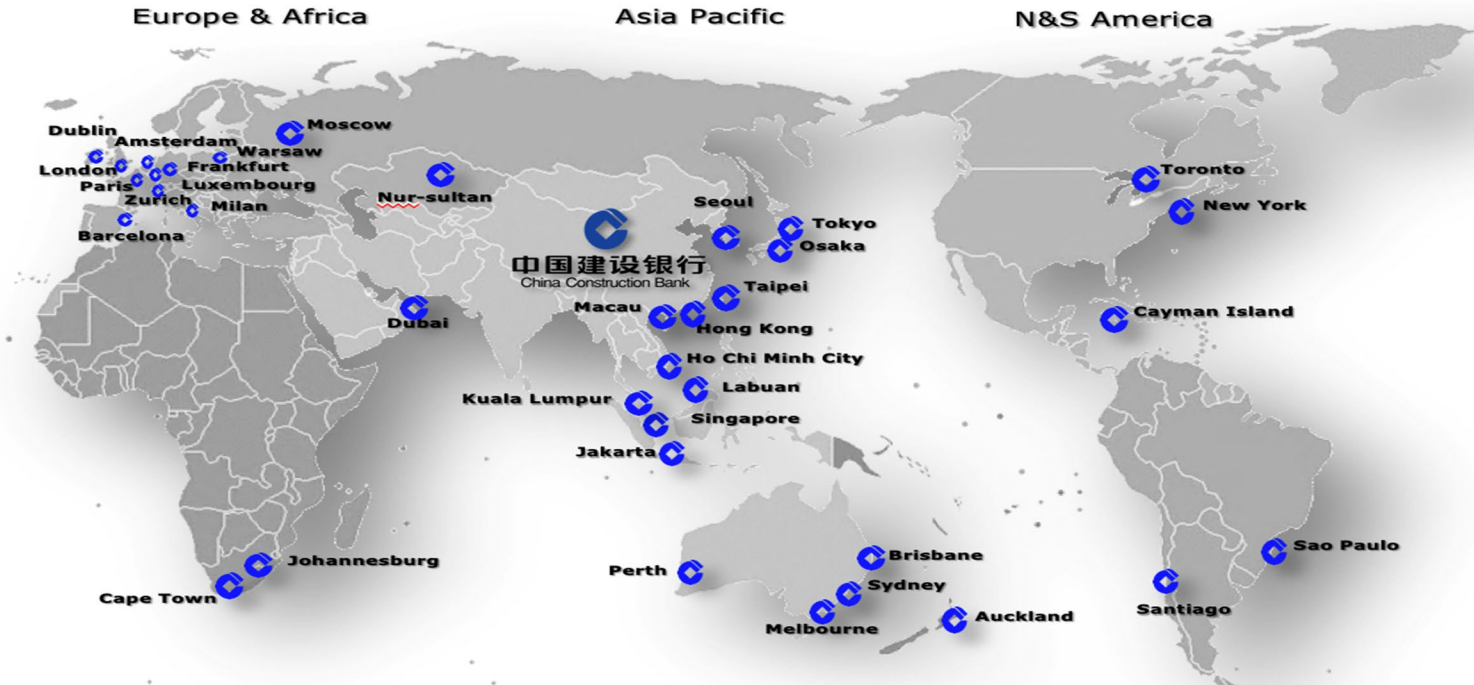 Europe & Africa
Asia Pacific
N&S America
Dublin
Amsterdam
Moscow
Warsaw
London
Frankfurt
Paris
Luxembourg
Zurich
Milan
Barcelona
Nur-sultan
Dubai
Johannesburg
Cape Town
中国建设银行
China Construction Bank
Seoul
Tokyo
Osaka
Taipei
Macau
Hong Kong
Ho Chi Minh City
Labuan
Kuala Lumpur
Singapore
Jakarta
Perth
Brisbane
Sydney
Melbourne
Auckland
Toronto
New York
Cayman Island
Sao Paulo
Santiago